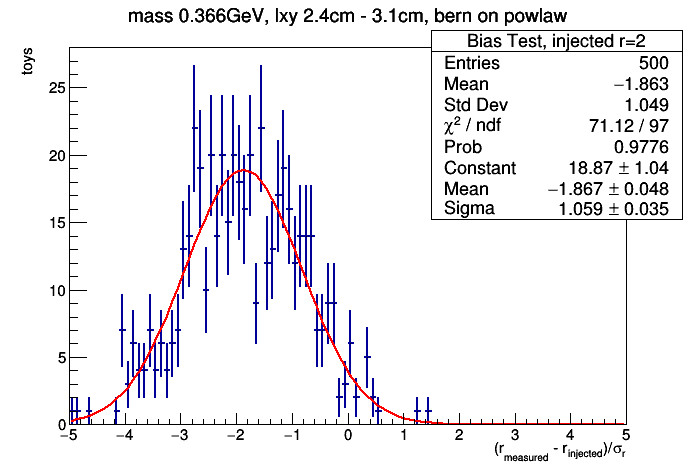 mass 0.366GeV, lxy 2.4cm - 3.1cm, bern on powlaw
toys
Bias Test, injected r=2
Entries 500
Mean −1.863
Std Dev 1.049
χ² / ndf 71.12 / 97
Prob 0.9776
Constant 18.87 ± 1.04
Mean −1.867 ± 0.048
Sigma 1.059 ± 0.035
25
20
15
10
5
0
−5 −4 −3 −2 −1 0 1 2 3 4 5
(r_measured - r_injected)/σ_r